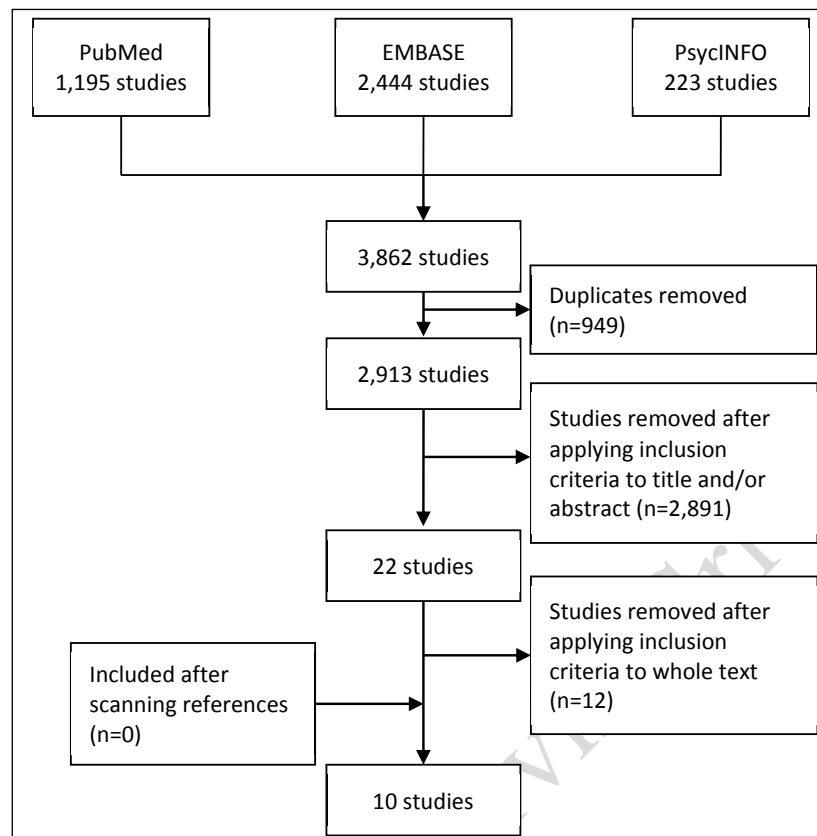 PubMed
1,195 studies
EMBASE
2,444 studies
PsycINFO
223 studies
3,862 studies
Duplicates removed
(n=949)
2,913 studies
Studies removed after
applying inclusion
criteria to title and/or
abstract (n=2,891)
22 studies
Studies removed after
applying inclusion
criteria to whole text
(n=12)
Included after
scanning references
(n=0)
10 studies